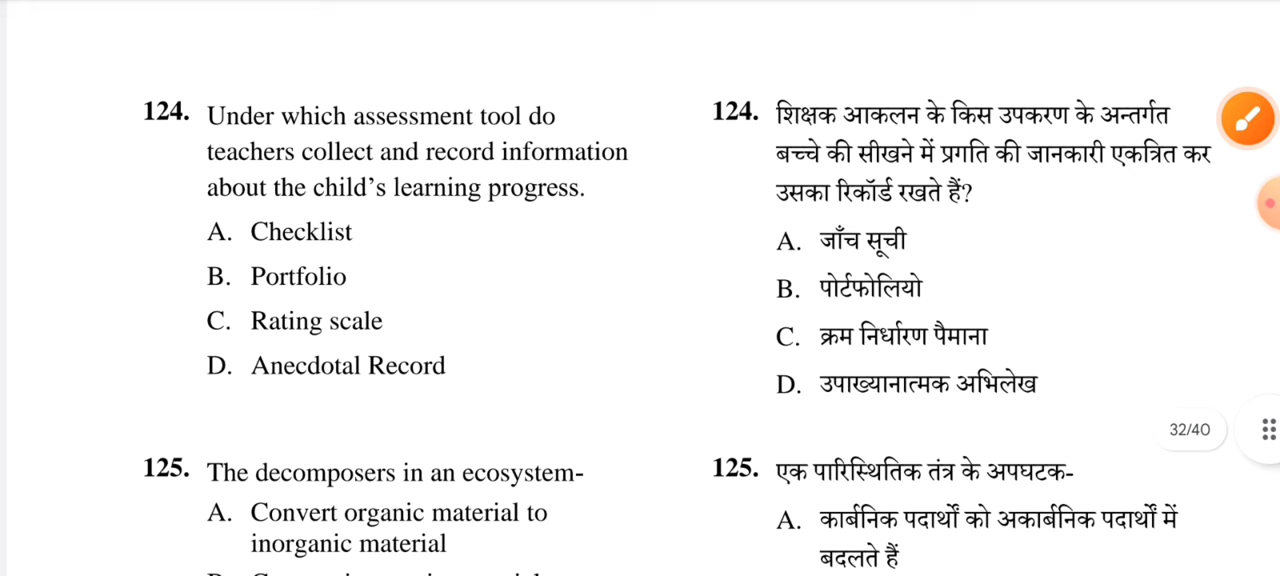 124. Under which assessment tool do
teachers collect and record information
about the child's learning progress.
A. Checklist
B. Portfolio
C. Rating scale
D. Anecdotal Record
125. The decomposers in an ecosystem-
A. Convert organic material to
inorganic material
124. शिक्षक आकलन के किस उपकरण के अन्तर्गत
बच्चे की सीखने में प्रगति की जानकारी एकत्रित कर
उसका रिकॉर्ड रखते हैं?
A. जाँच सूची
B. पोर्टफोलियो
C. क्रम निर्धारण पैमाना
D. उपाख्यानात्मक अभिलेख
32/40
125. एक पारिस्थितिक तंत्र के अपघटक-
A. कार्बनिक पदार्थों को अकार्बनिक पदार्थों में
बदलते हैं